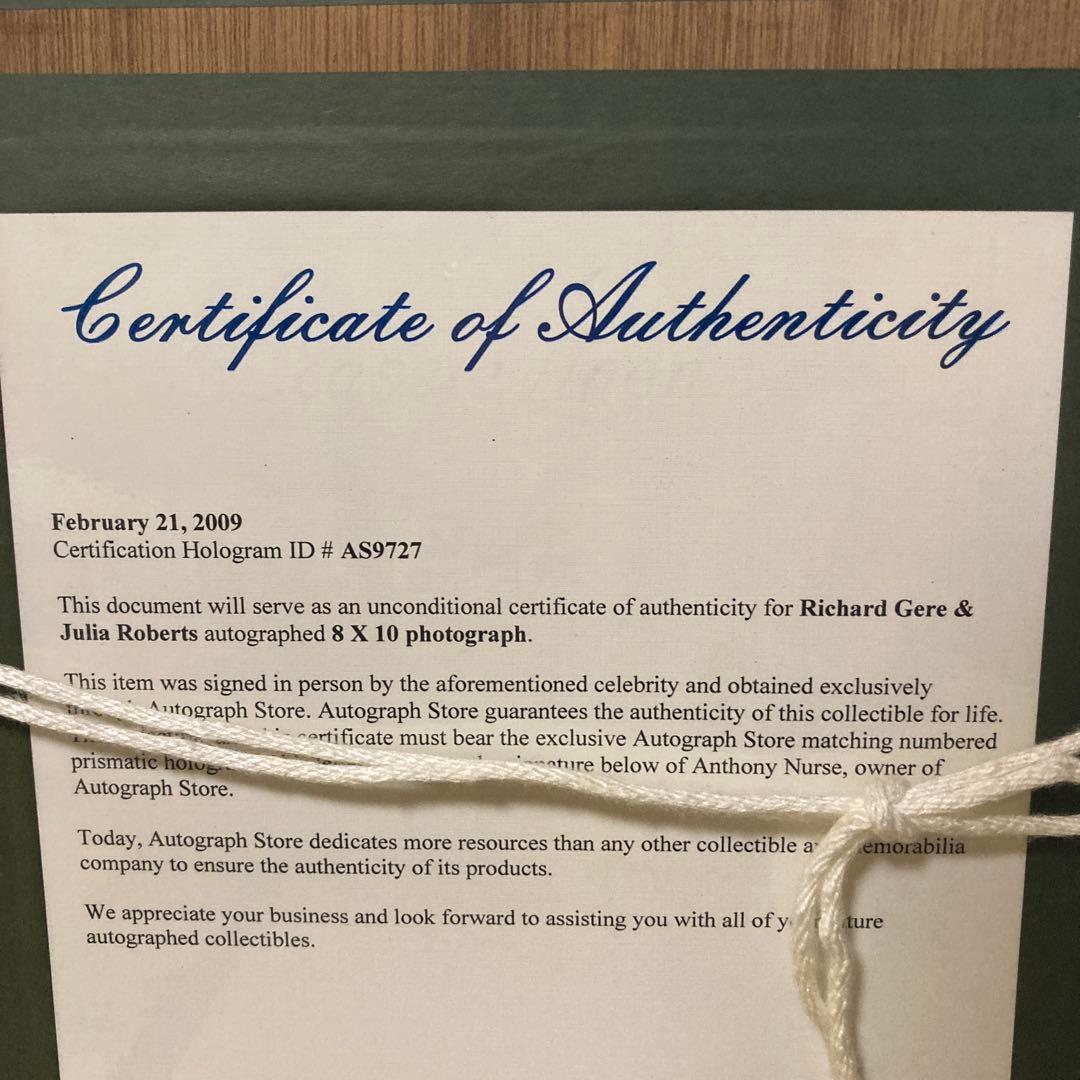 Certificate of Authenticity
February 21, 2009
Certification Hologram ID # AS9727
This document will serve as an unconditional certificate of authenticity for Richard Gere &
Julia Roberts autographed 8 X 10 photograph.
This item was signed in person by the aforementioned celebrity and obtained exclusively
Autograph Store. Autograph Store guarantees the authenticity of this collectible for life.
certificate must bear the exclusive Autograph Store matching numbered
prismatic below of Anthony Nurse, owner of
Autograph Store.
Today, Autograph Store dedicates more resources than any other collectible memorabilia
company to ensure the authenticity of its products.
We appreciate your business and look forward to assisting you with all of
autographed collectibles.